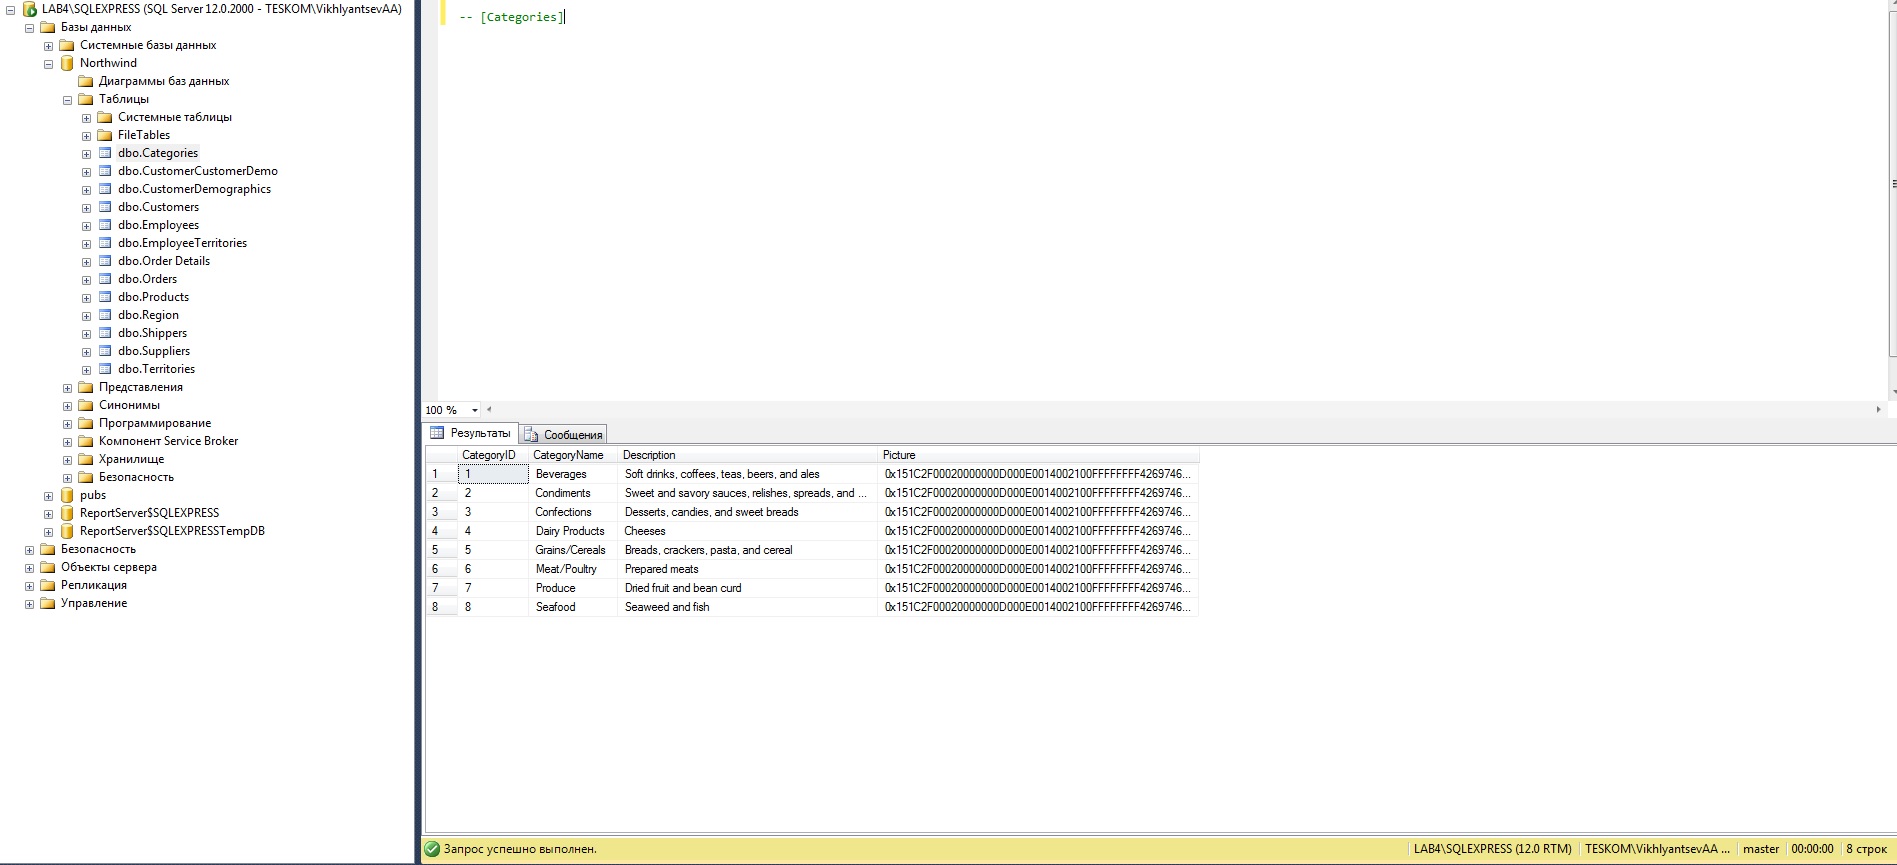 LAB4\SQLEXPRESS (SQL Server 12.0.2000 - TESKOM\VikhlyantsevAA)
Базы данных
Системные базы данных
Northwind
Диаграммы баз данных
Таблицы
Системные таблицы
FileTables
dbo.Categories
dbo.CustomerCustomerDemo
dbo.CustomerDemographics
dbo.Customers
dbo.Employees
dbo.EmployeeTerritories
dbo.Order Details
dbo.Orders
dbo.Products
dbo.Region
dbo.Shippers
dbo.Suppliers
dbo.Territories
Представления
Синонимы
Программирование
Компонент Service Broker
Хранилище
Безопасность
pubs
ReportServer$SQLEXPRESS
ReportServer$SQLEXPRESSTempDB
Безопасность
Объекты сервера
Репликация
Управление
-- [Categories]
100 %
Результаты Сообщения
CategoryID CategoryName Description Picture
1 1 Beverages Soft drinks, coffees, teas, beers, and ales 0x151C2F00020000000D000E0014002100FFFFFFFF4269746...
2 2 Condiments Sweet and savory sauces, relishes, spreads, and ... 0x151C2F00020000000D000E0014002100FFFFFFFF4269746...
3 3 Confections Desserts, candies, and sweet breads 0x151C2F00020000000D000E0014002100FFFFFFFF4269746...
4 4 Dairy Products Cheeses 0x151C2F00020000000D000E0014002100FFFFFFFF4269746...
5 5 Grains/Cereals Breads, crackers, pasta, and cereal 0x151C2F00020000000D000E0014002100FFFFFFFF4269746...
6 6 Meat/Poultry Prepared meats 0x151C2F00020000000D000E0014002100FFFFFFFF4269746...
7 7 Produce Dried fruit and bean curd 0x151C2F00020000000D000E0014002100FFFFFFFF4269746...
8 8 Seafood Seaweed and fish 0x151C2F00020000000D000E0014002100FFFFFFFF4269746...
Запрос успешно выполнен. LAB4\SQLEXPRESS (12.0 RTM) TESKOM\VikhlyantsevAA ... master 00:00:00 8 строк